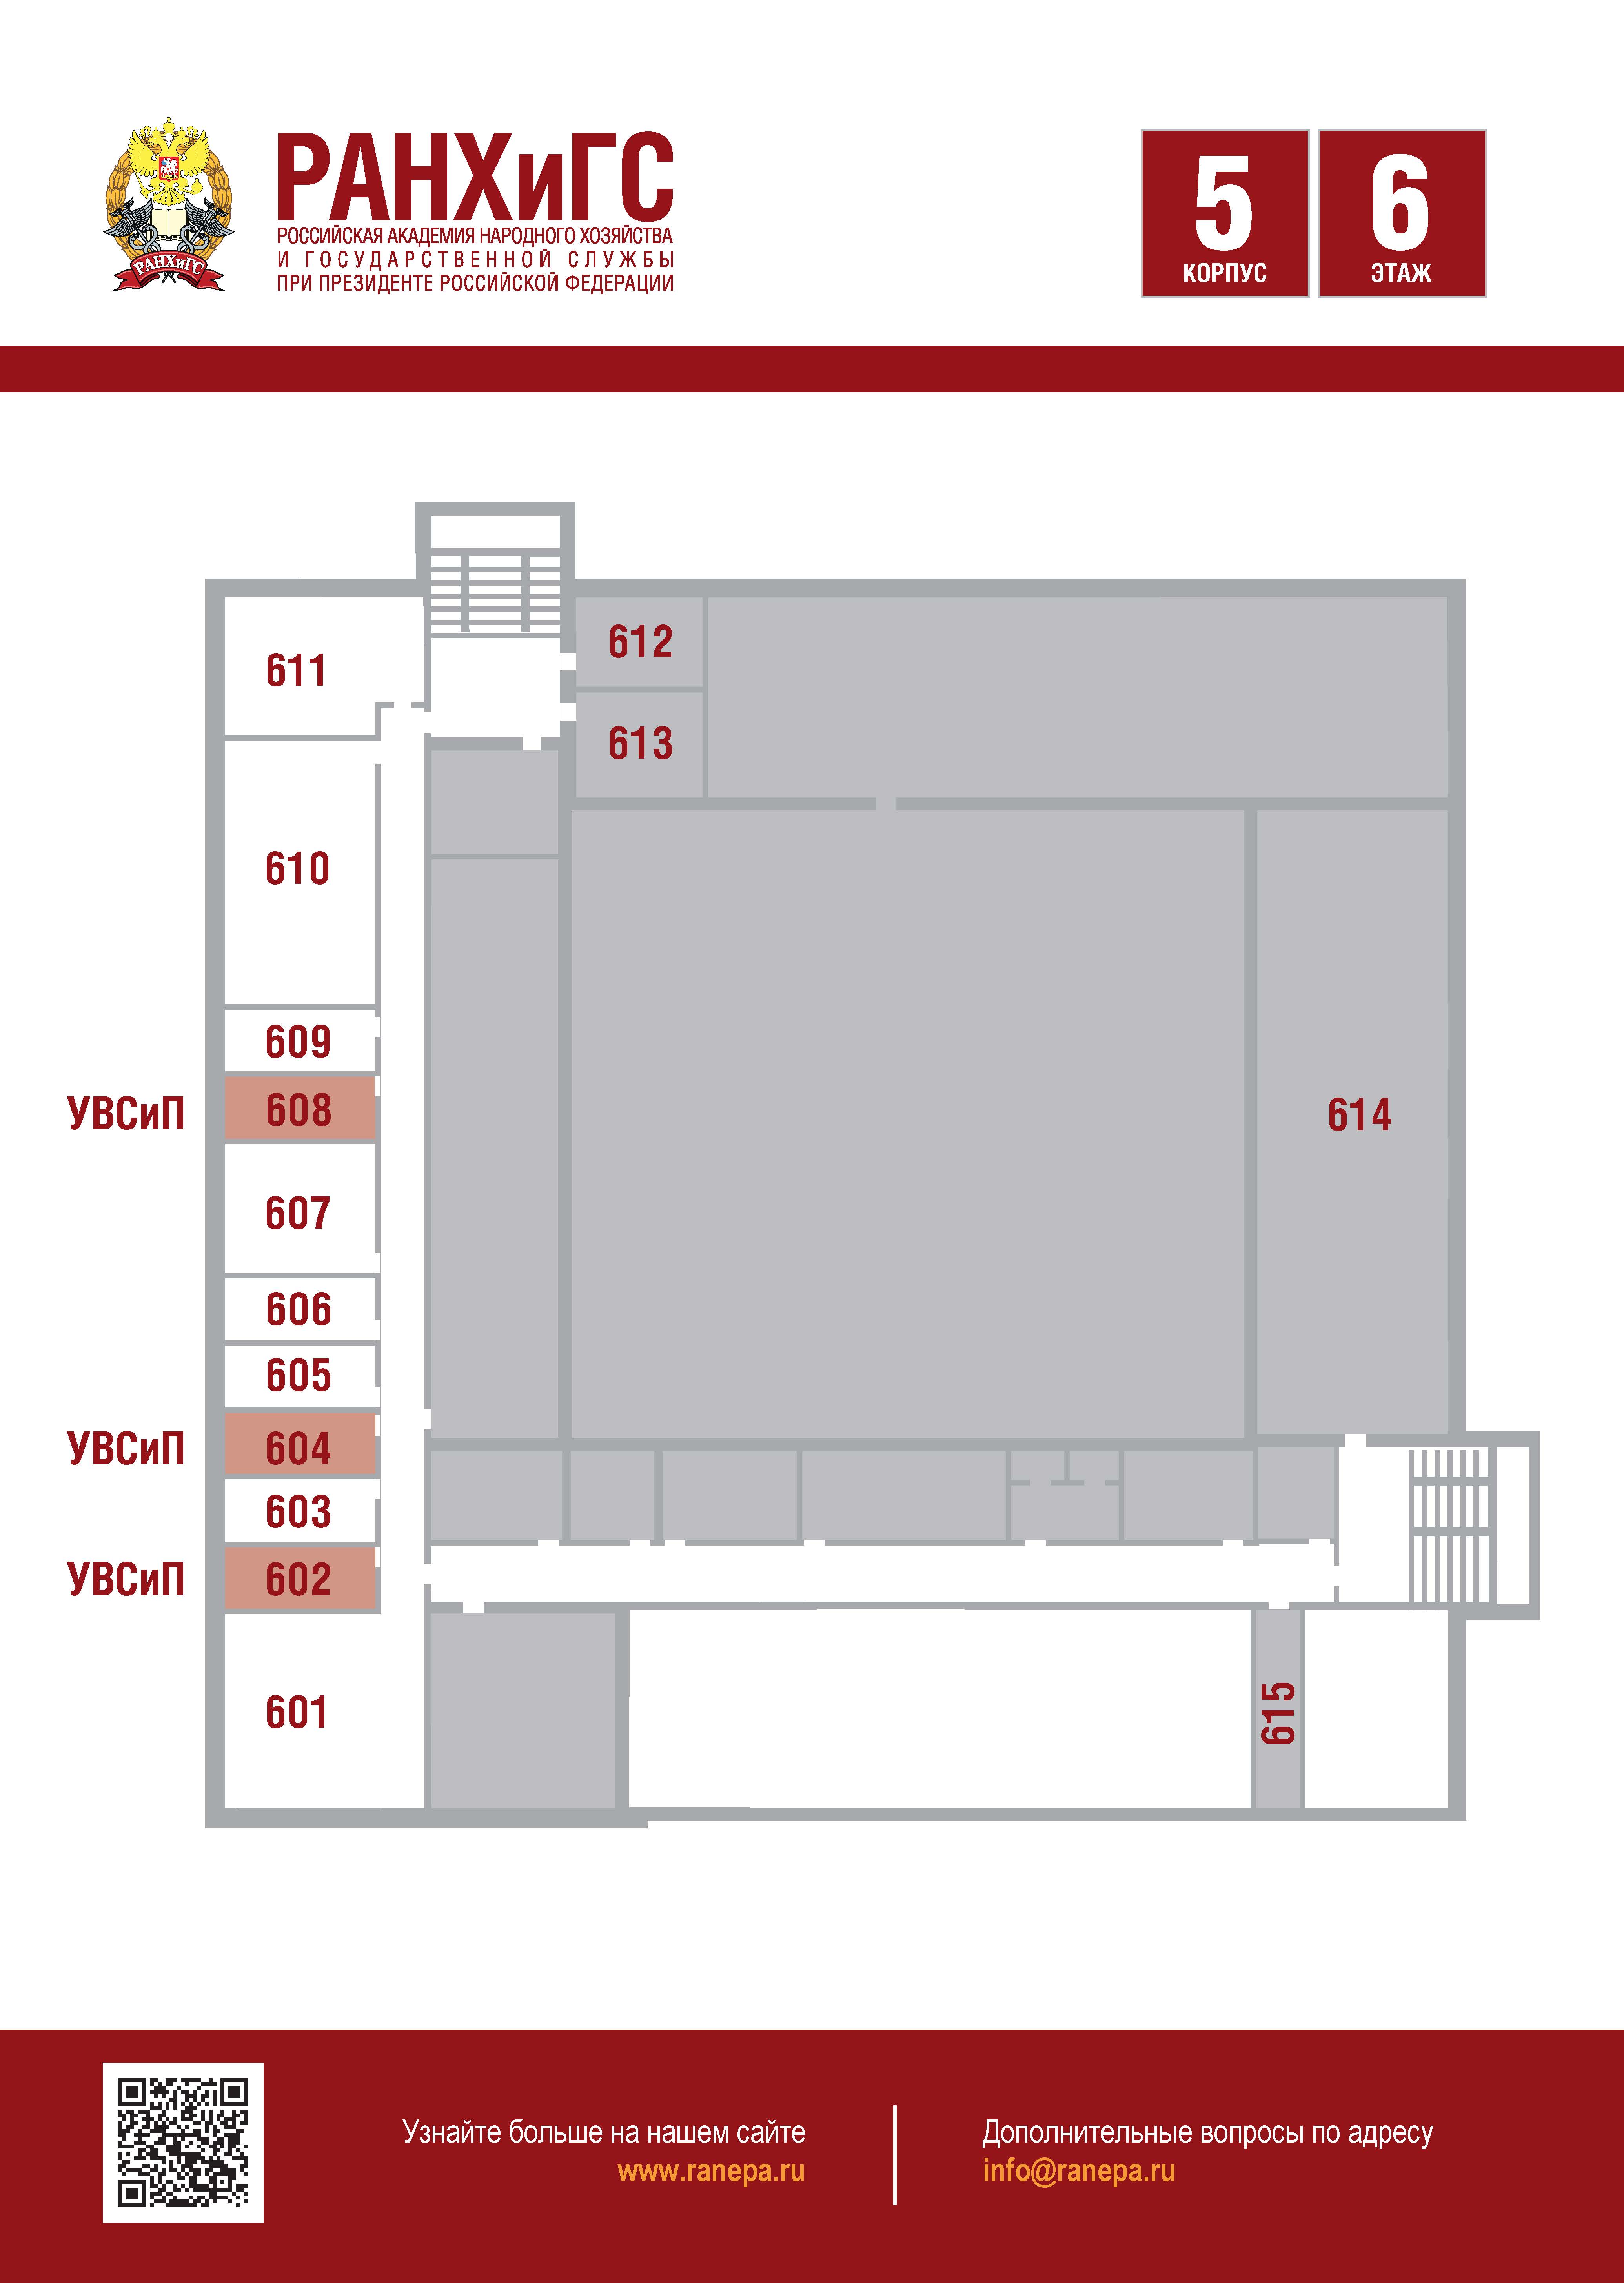 РАНХиГС
РОССИЙСКАЯ АКАДЕМИЯ НАРОДНОГО ХОЗЯЙСТВА
И ГОСУДАРСТВЕННОЙ СЛУЖБЫ
ПРИ ПРЕЗИДЕНТЕ РОССИЙСКОЙ ФЕДЕРАЦИИ
РАНХиГС
5
КОРПУС
6
ЭТАЖ
612
611
613
610
609
УВСиП 608
614
607
606
605
УВСиП 604
603
УВСиП 602
601
615
Узнайте больше на нашем сайте
www.ranepa.ru
Дополнительные вопросы по адресу
info@ranepa.ru